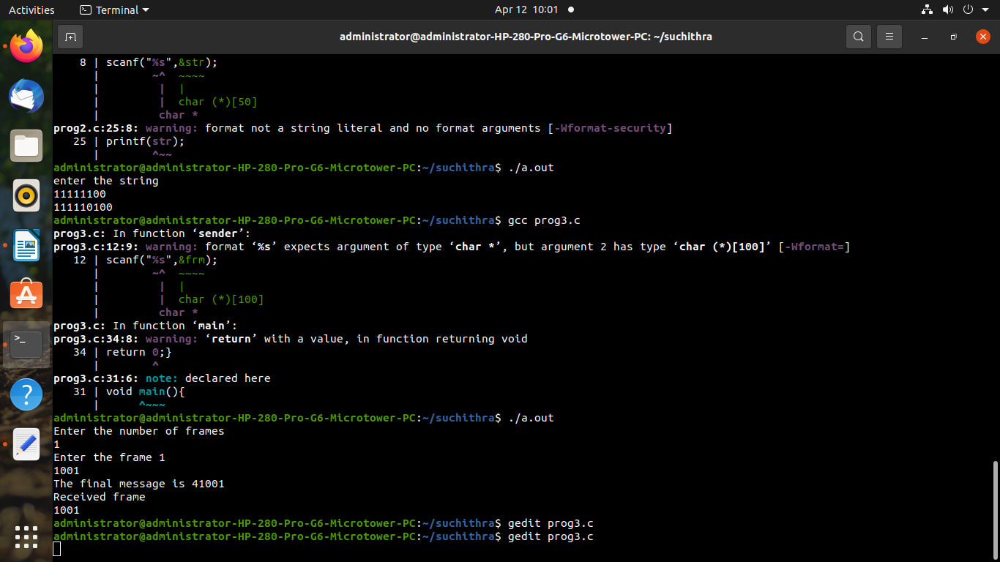 Activities Terminal Apr 12 10:01
administrator@administrator-HP-280-Pro-G6-Microtower-PC: ~/suchithra
    8 | scanf("%s",&str);
      |        ~^  ~~~~
      |         |  |
      |         |  char (*)[50]
      |         char *
prog2.c:25:8: warning: format not a string literal and no format arguments [-Wformat-security]
   25 | printf(str);
      |        ^~~
administrator@administrator-HP-280-Pro-G6-Microtower-PC:~/suchithra$ ./a.out
enter the string
11111100
111110100
administrator@administrator-HP-280-Pro-G6-Microtower-PC:~/suchithra$ gcc prog3.c
prog3.c: In function ‘sender’:
prog3.c:12:9: warning: format ‘%s’ expects argument of type ‘char *’, but argument 2 has type ‘char (*)[100]’ [-Wformat=]
   12 | scanf("%s",&frm);
      |        ~^  ~~~~
      |         |  |
      |         |  char (*)[100]
      |         char *
prog3.c: In function ‘main’:
prog3.c:34:8: warning: ‘return’ with a value, in function returning void
   34 | return 0;}
      |        ^
prog3.c:31:6: note: declared here
   31 | void main(){
      |      ^~~~
administrator@administrator-HP-280-Pro-G6-Microtower-PC:~/suchithra$ ./a.out
Enter the number of frames
1
Enter the frame 1
1001
The final message is 41001
Received frame
1001
administrator@administrator-HP-280-Pro-G6-Microtower-PC:~/suchithra$ gedit prog3.c
administrator@administrator-HP-280-Pro-G6-Microtower-PC:~/suchithra$ gedit prog3.c